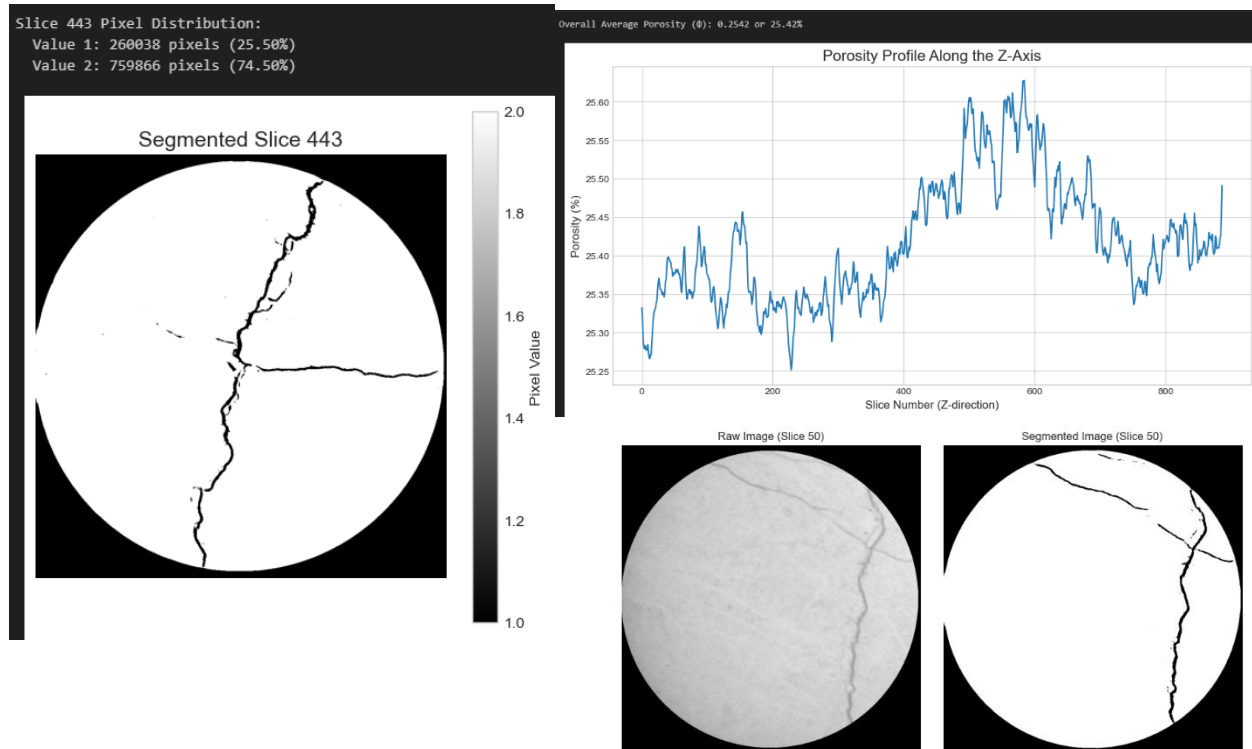 Slice 443 Pixel Distribution:
Value 1: 260038 pixels (25.50%)
Value 2: 759866 pixels (74.50%)
Segmented Slice 443
2.0
1.8
1.6
1.4
1.2
1.0
Pixel Value
Overall Average Porosity (Φ): 0.2542 or 25.42%
Porosity Profile Along the Z-Axis
Porosity (%)
25.60
25.55
25.50
25.45
25.40
25.35
25.30
25.25
0 200 400 600 800
Slice Number (Z-direction)
Raw Image (Slice 50)
Segmented Image (Slice 50)